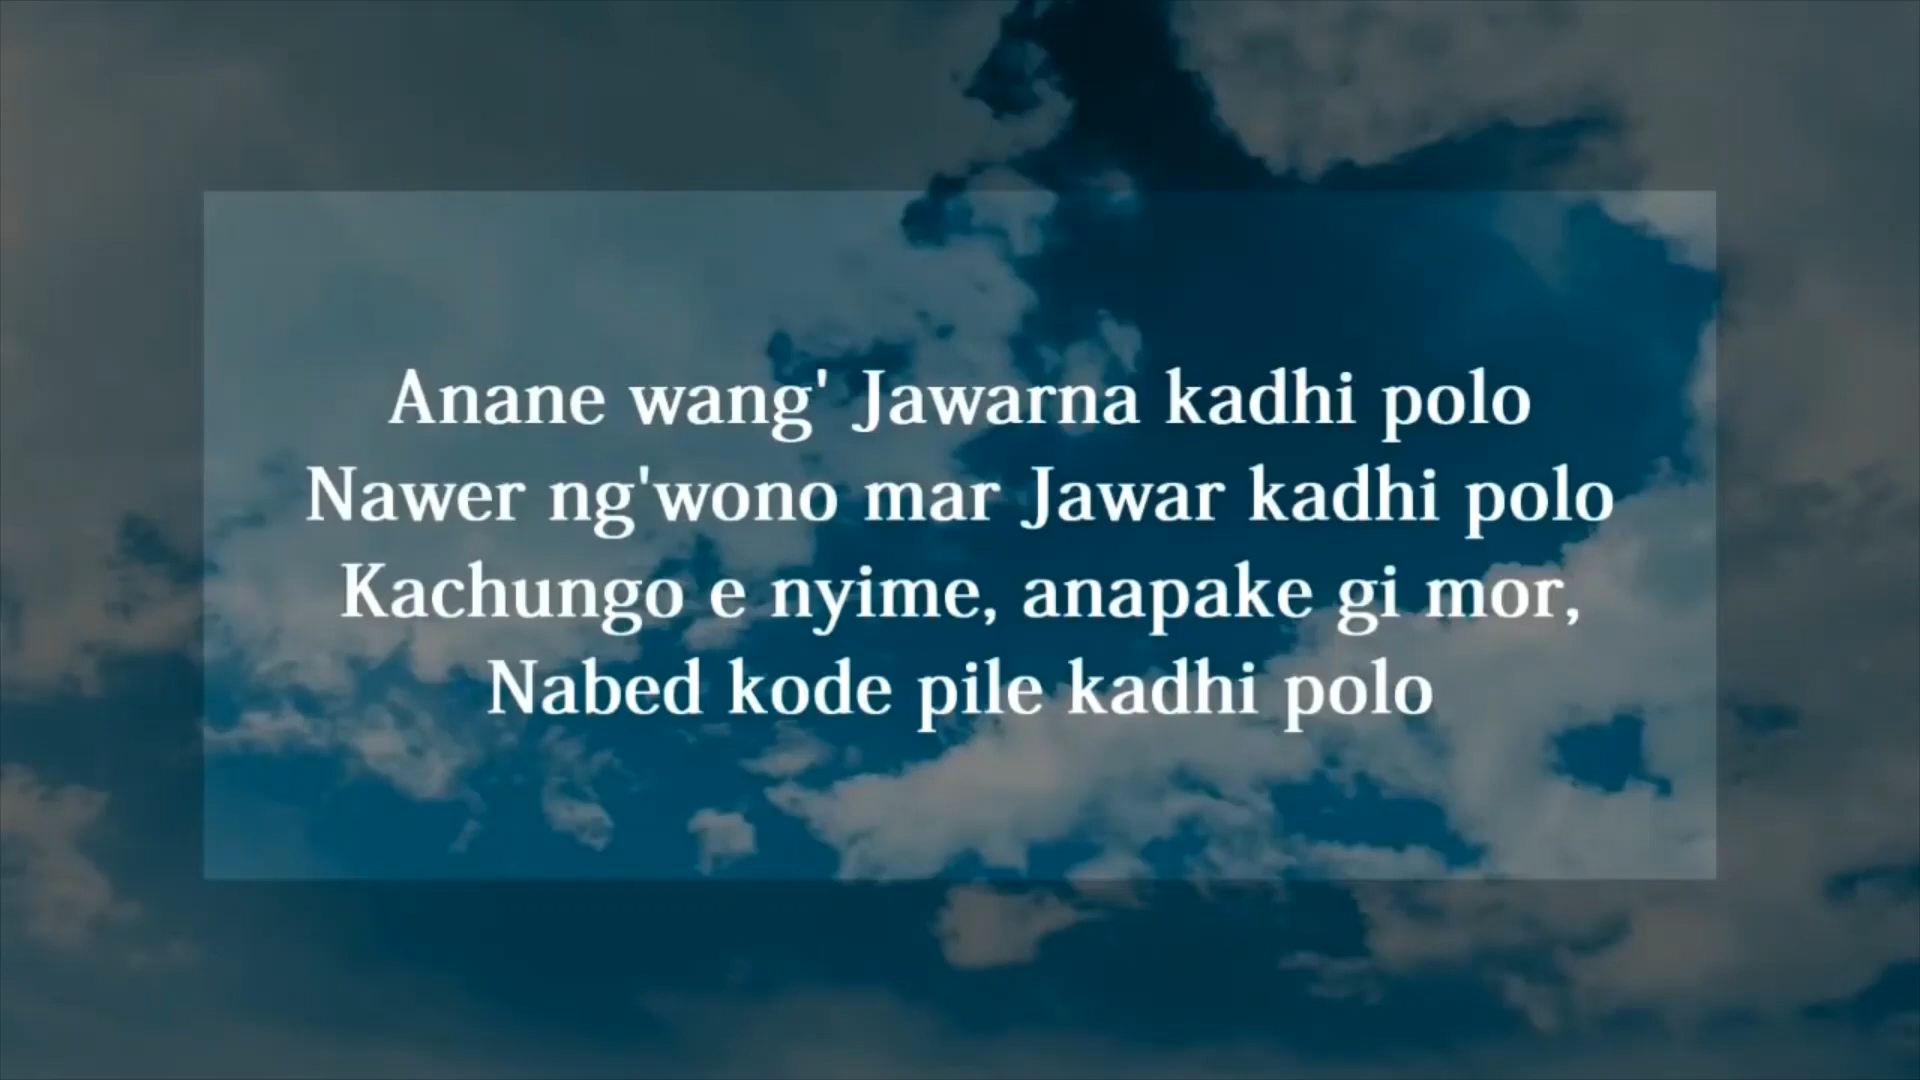 Anane wang' Jawarna kadhi polo
Nawer ng'wono mar Jawar kadhi polo
Kachungo e nyime, anapake gi mor,
Nabed kode pile kadhi polo